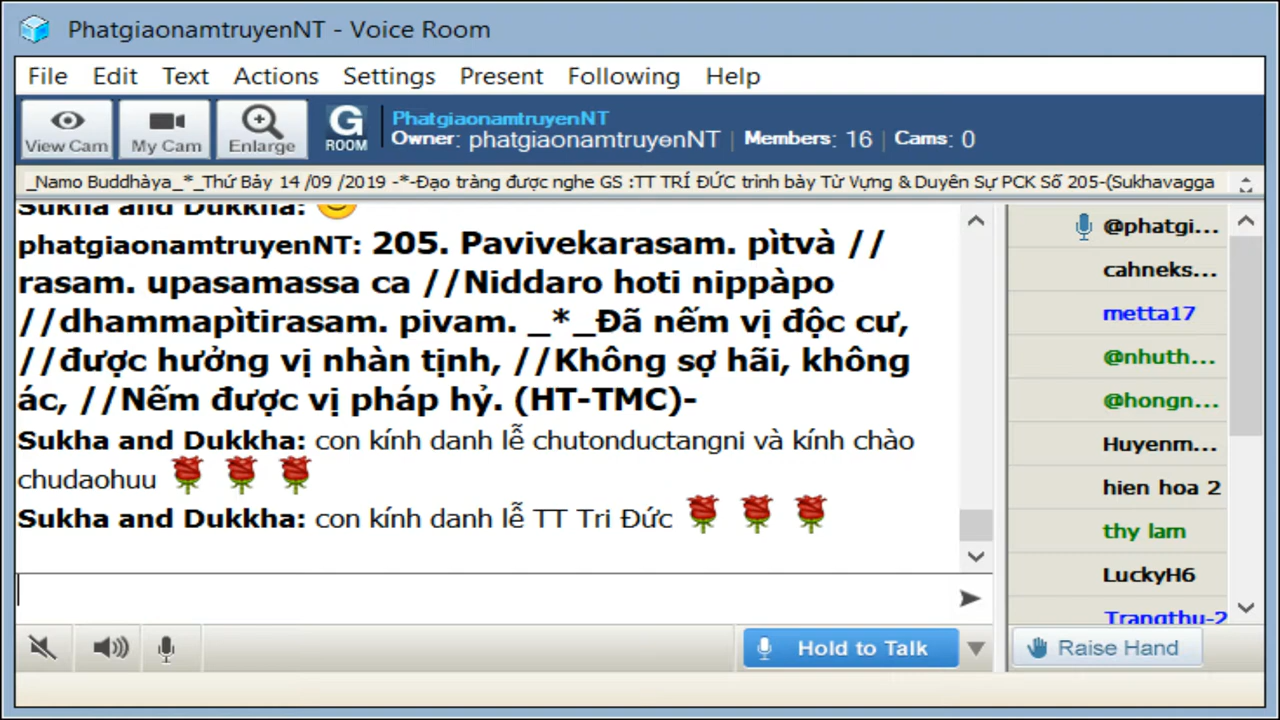 PhatgiaonamtruyenNT - Voice Room
File Edit Text Actions Settings Present Following Help
View Cam My Cam Enlarge G ROOM
PhatgiaonamtruyenNT
Owner: phatgiaonamtruyenNT | Members: 16 | Cams: 0
_Namo Buddhàya_*_Thứ Bảy 14 /09 /2019 -*-Đạo tràng được nghe GS :TT TRÍ ĐỨC trình bày Từ Vựng & Duyên Sự PCK Số 205-(Sukhavagga
Sukha and Dukkha:
phatgiaonamtruyenNT: 205. Pavivekarasam. pìtvà //
rasam. upasamassa ca //Niddaro hoti nippàpo
//dhammapìtirasam. pivam. _*_Đã nếm vị độc cư,
//được hưởng vị nhàn tịnh, //Không sợ hãi, không
ác, //Nếm được vị pháp hỷ. (HT-TMC)-
Sukha and Dukkha: con kính danh lễ chutonductangni và kính chào
chudaohuu
Sukha and Dukkha: con kính danh lễ TT Tri Đức
@phatgi...
cahneks...
metta17
@nhuth...
@hongn...
Huyenm...
hien hoa 2
thy lam
LuckyH6
Trangthu-2
Hold to Talk
Raise Hand